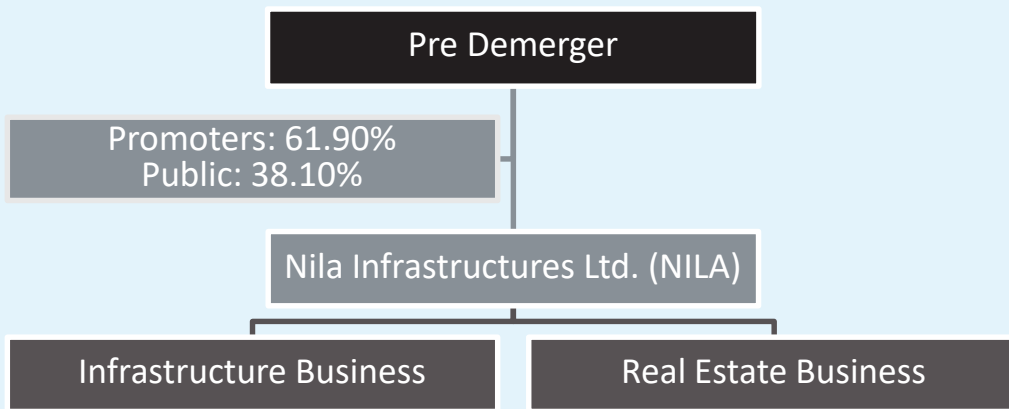 Pre Demerger
Promoters: 61.90%
Public: 38.10%
Nila Infrastructures Ltd. (NILA)
Infrastructure Business
Real Estate Business